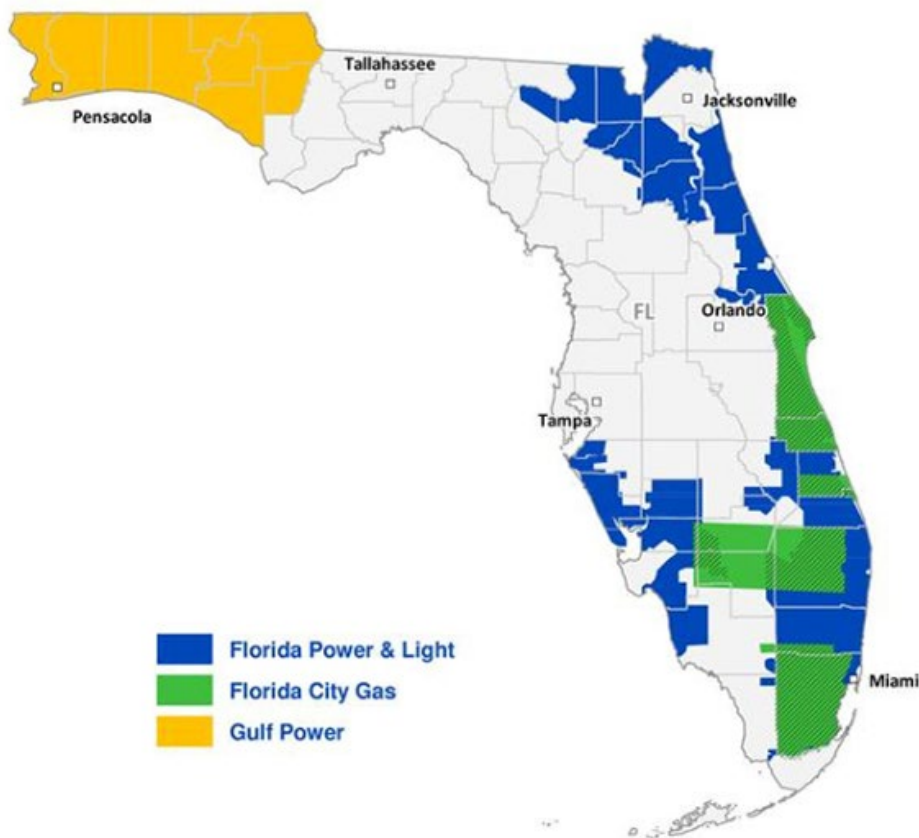 Tallahassee
Pensacola
Jacksonville
Orlando
FL
Tampa
Florida Power & Light
Florida City Gas
Miami
Gulf Power